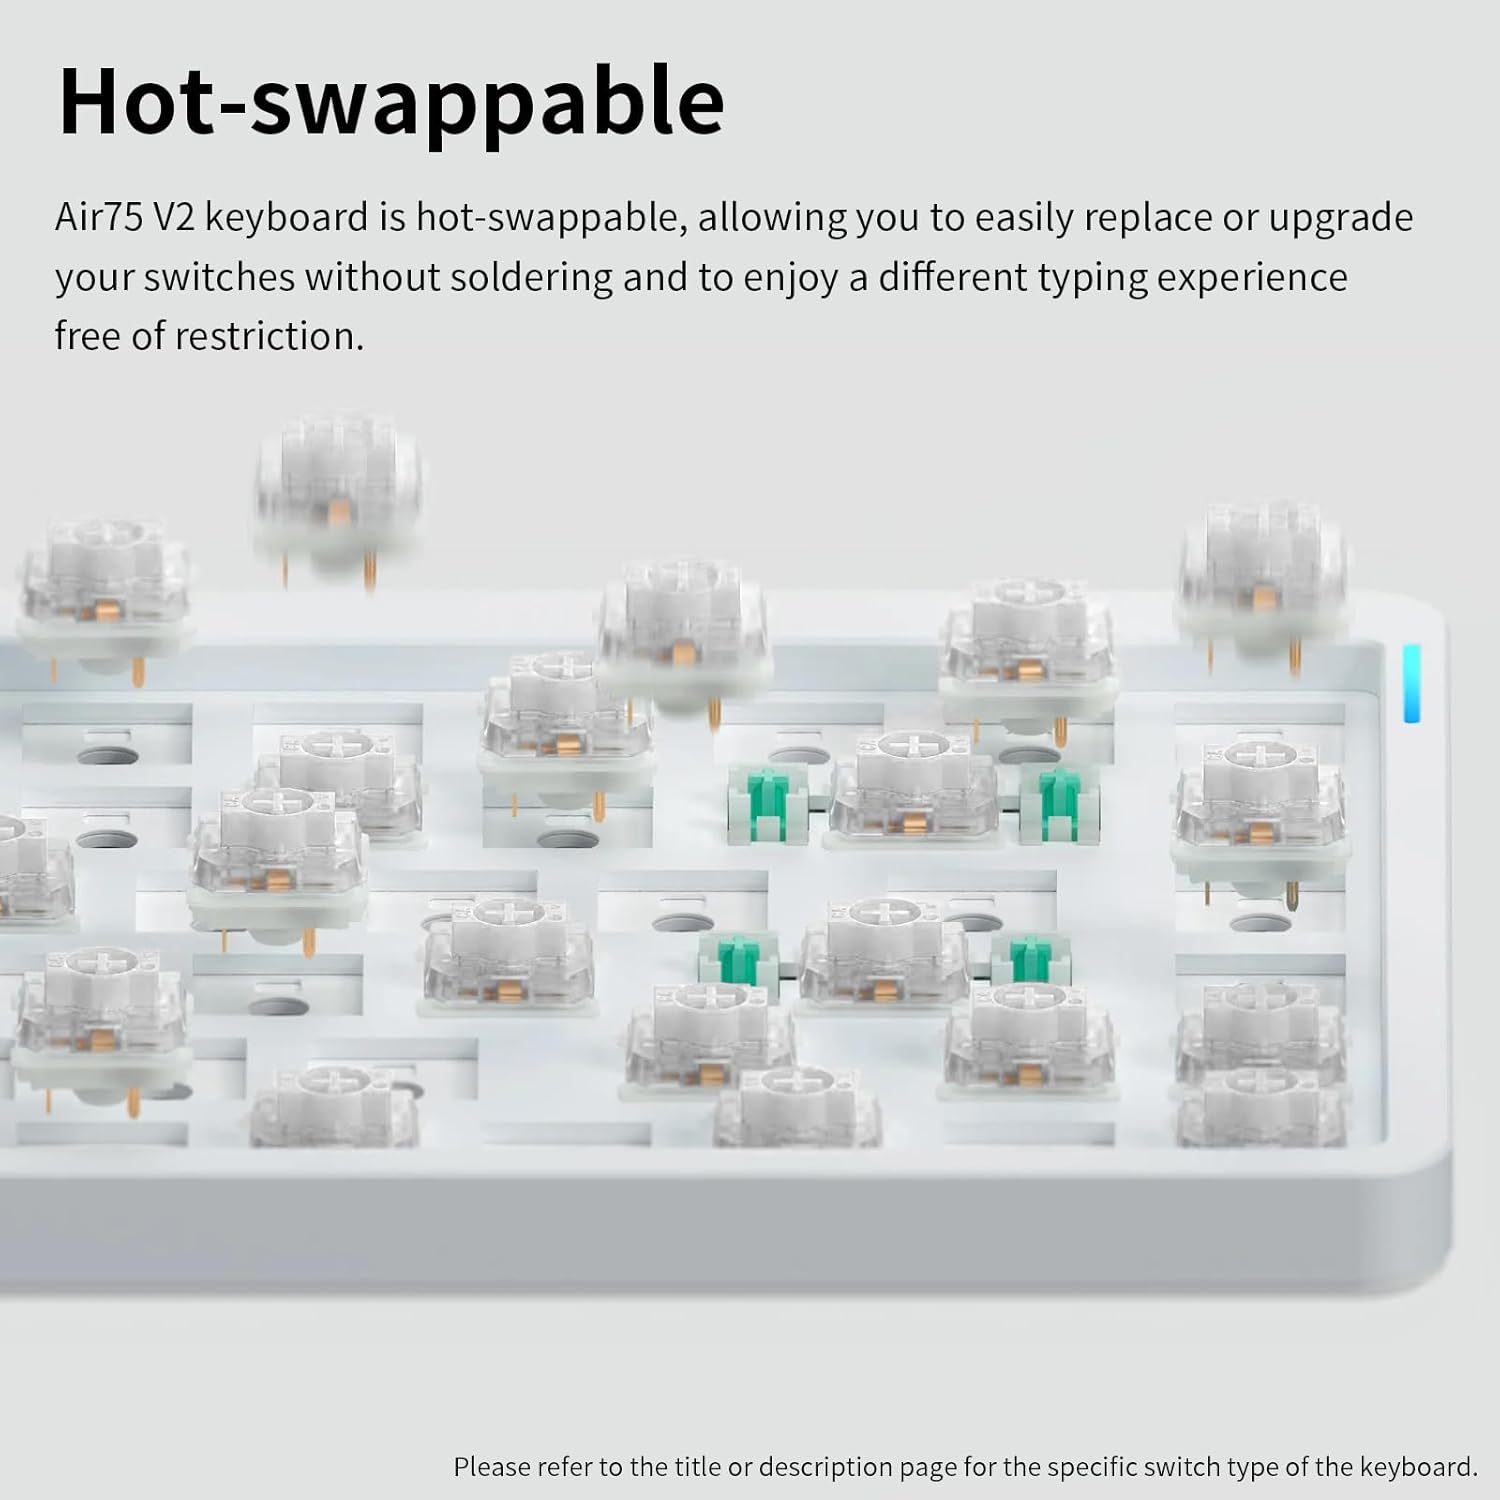 Hot-swappable
Air75 V2 keyboard is hot-swappable, allowing you to easily replace or upgrade
your switches without soldering and to enjoy a different typing experience
free of restriction.
Please refer to the title or description page for the specific switch type of the keyboard.